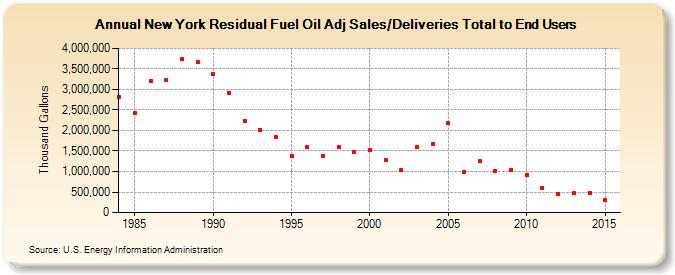 Annual New York Residual Fuel Oil Adj Sales/Deliveries Total to End Users
Thousand Gallons
4,000,000
3,500,000
3,000,000
2,500,000
2,000,000
1,500,000
1,000,000
500,000
0
1985 1990 1995 2000 2005 2010 2015
Source: U.S. Energy Information Administration